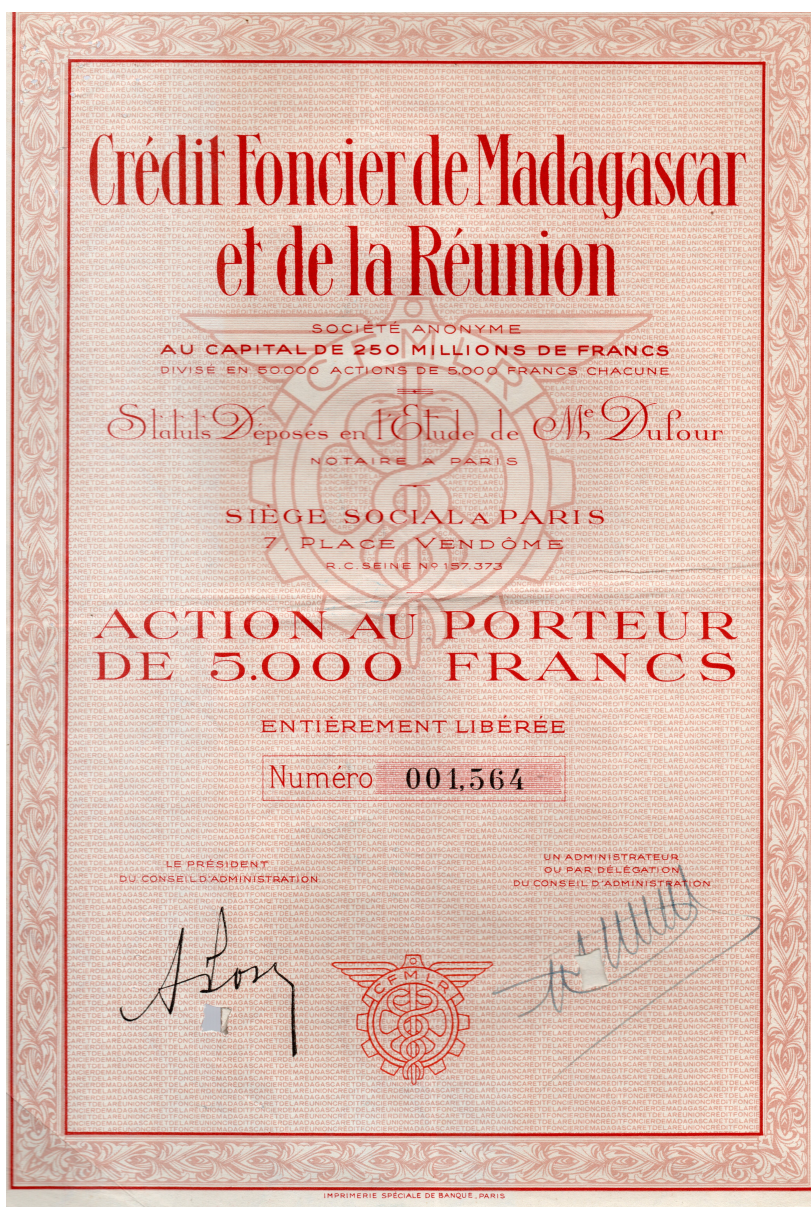 Crédit Foncier de Madagascar
et de la Réunion
SOCIÉTÉ ANONYME
AU CAPITAL DE 250 MILLIONS DE FRANCS
DIVISÉ EN 50.000 ACTIONS DE 5.000 FRANCS CHACUNE
Statuts Déposés en l'Étude de Me Dufour
NOTAIRE A PARIS
SIÈGE SOCIAL A PARIS
7, PLACE VENDÔME
R.C. SEINE No 157.373
ACTION AU PORTEUR
DE 5.000 FRANCS
ENTIÈREMENT LIBÉRÉE
Numéro 001,564
LE PRÉSIDENT
DU CONSEIL D'ADMINISTRATION
UN ADMINISTRATEUR
OU PAR DÉLÉGATION
DU CONSEIL D'ADMINISTRATION
CFMIR
IMPRIMERIE SPÉCIALE DE BANQUE, PARIS